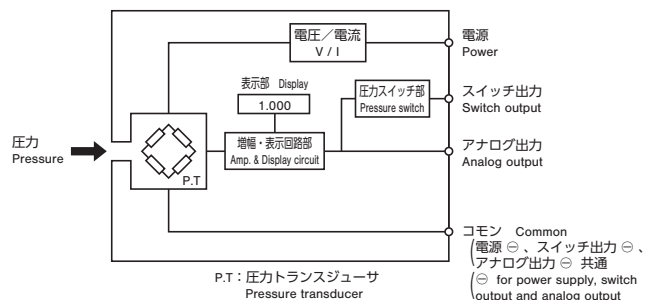 電圧／電流
V / I
電源
Power
表示部 Display
1.000
圧力スイッチ部
Pressure switch
スイッチ出力
Switch output
圧力
Pressure
増幅・表示回路部
Amp. & Display circuit
アナログ出力
Analog output
P.T
コモン Common
(電源 ㊀ 、スイッチ出力 ㊀ 、
アナログ出力 ㊀ 共通
(㊀ for power supply, switch
output and analog output
P.T：圧力トランスジューサ
Pressure transducer